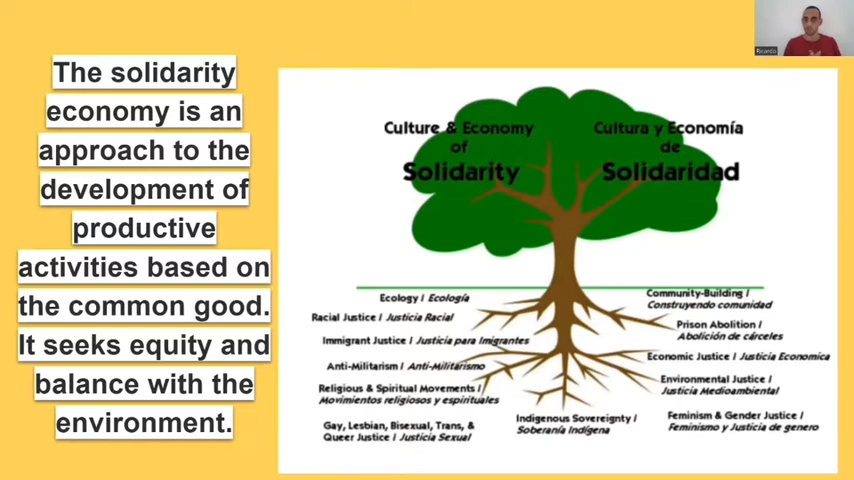 The solidarity
economy is an
approach to the
development of
productive
activities based on
the common good.
It seeks equity and
balance with the
environment.
Ricardo
Culture & Economy
of
Solidarity
Cultura y Economía
de
Solidaridad
Ecology / Ecología
Racial Justice / Justicia Racial
Immigrant Justice / Justicia para Imigrantes
Anti-Militarism / Anti-Militarismo
Religious & Spiritual Movements /
Movimientos religiosos y espirituales
Gay, Lesbian, Bisexual, Trans, &
Queer Justice / Justicia Sexual
Indigenous Sovereignty /
Soberanía Indígena
Community-Building /
Construyendo comunidad
Prison Abolition /
Abolición de cárceles
Economic Justice / Justicia Economica
Environmental Justice /
Justicia Medioambiental
Feminism & Gender Justice /
Feminismo y Justicia de genero